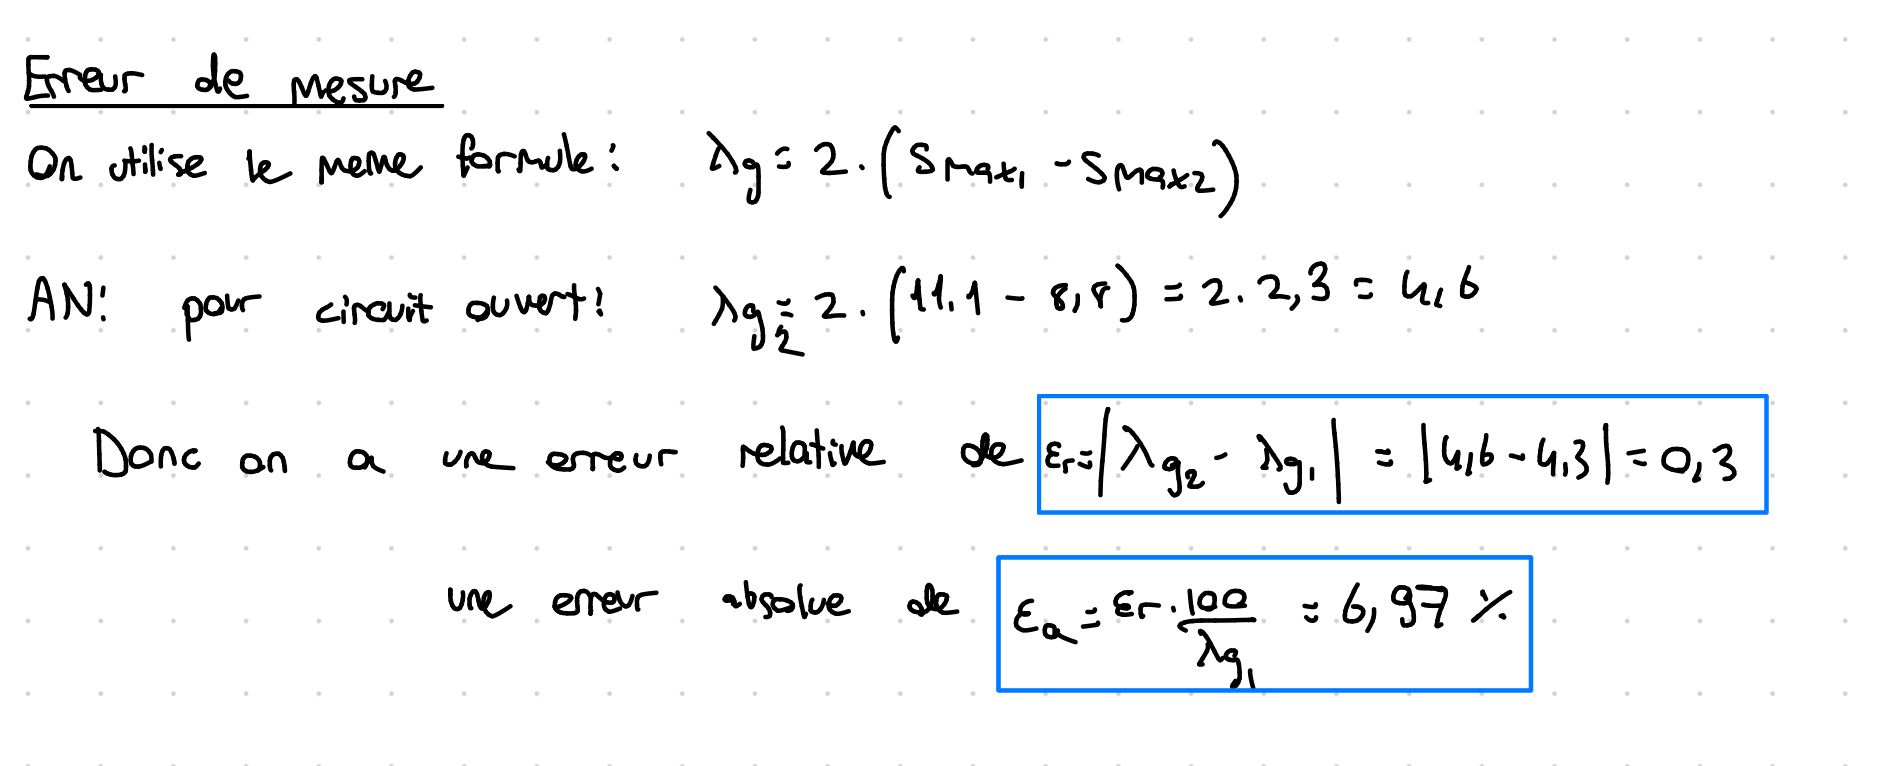 Erreur de mesure
On utilise le meme formule : λg = 2.(Smax1 - Smax2)
AN: pour circuit ouvert: λg2 = 2.(11,1 - 8,8) = 2.2,3 = 4,6
Donc on a une erreur relative de εr=|λg2 - λg1| = |4,6 - 4,3| = 0,3
une erreur absolue de εa = εr.100/λg1 = 6,97 %